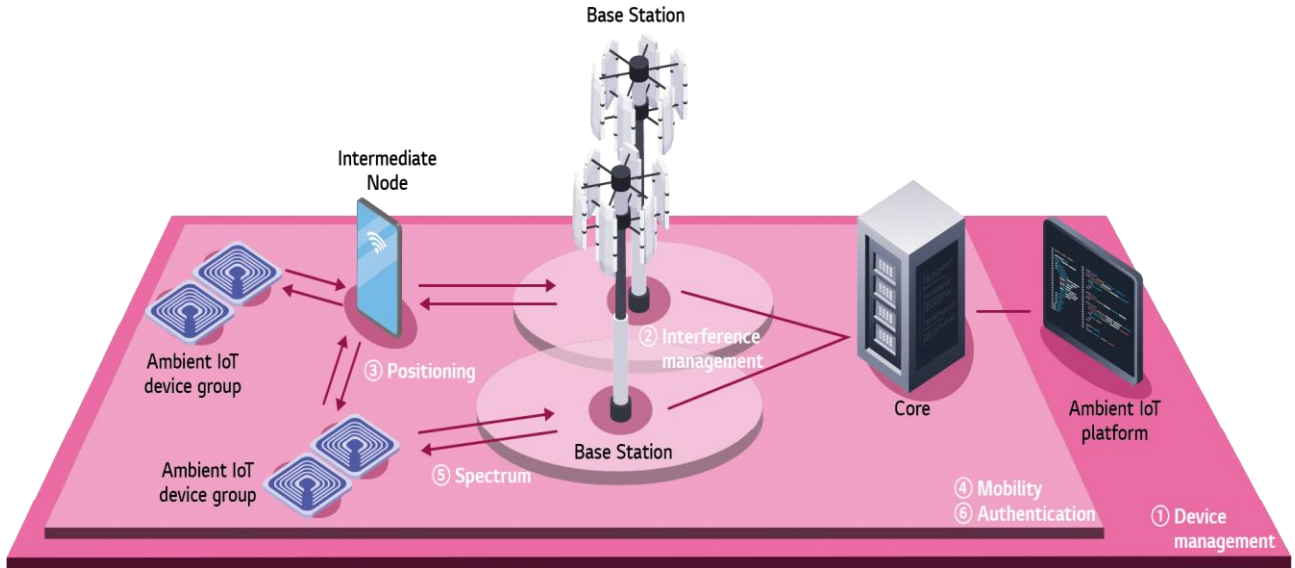 Base Station
Intermediate
Node
② Interference
management
Ambient IoT
device group
③ Positioning
Core
Ambient IoT
platform
Base Station
Ambient IoT
device group
⑤ Spectrum
④ Mobility
⑥ Authentication
① Device
management